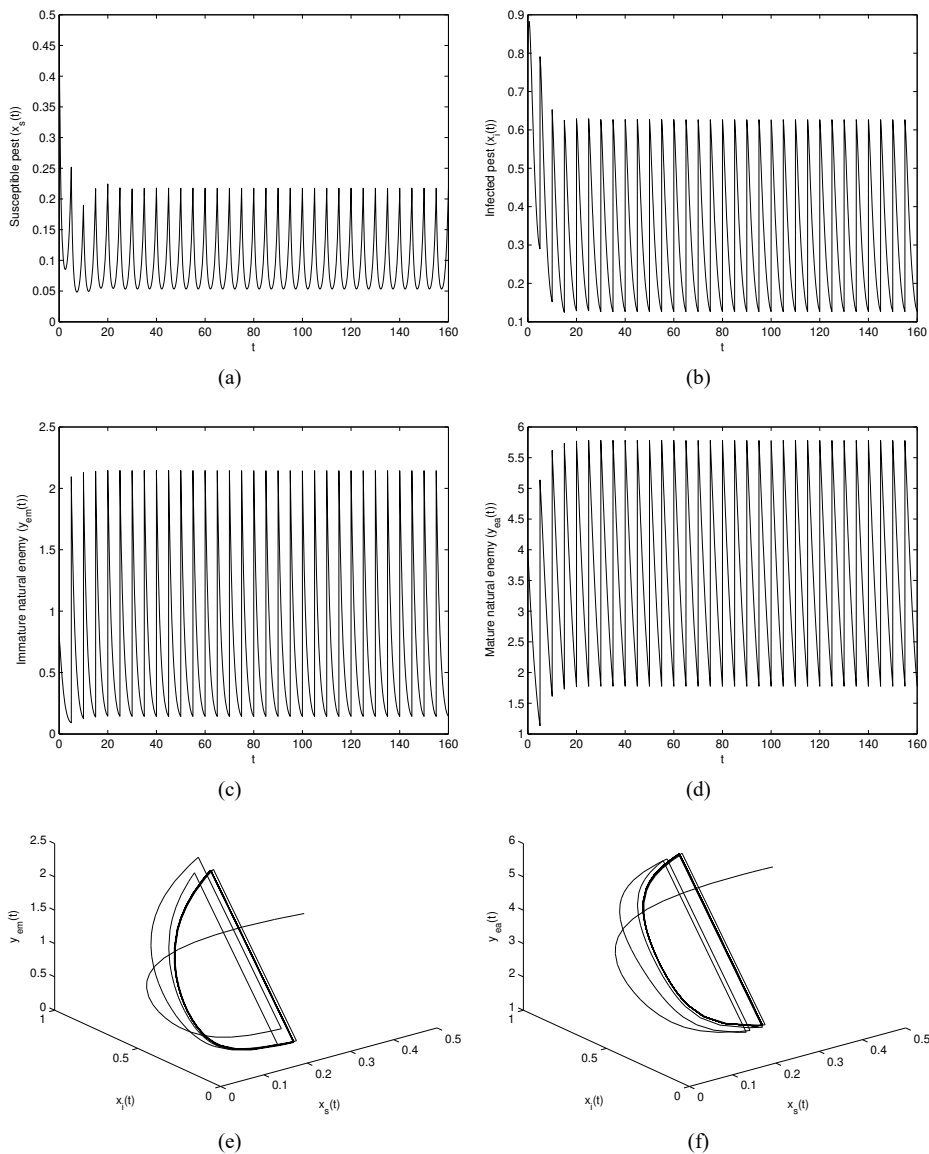 0.5
0.45
0.4
0.35
0.3
0.25
0.2
0.15
0.1
0.05
0
Susceptible pest (x_s(t))
0 20 40 60 80 100 120 140 160
t
(a)
0.9
0.8
0.7
0.6
0.5
0.4
0.3
0.2
0.1
Infected pest (x_i(t))
0 20 40 60 80 100 120 140 160
t
(b)
2.5
2
1.5
1
0.5
0
Immature natural enemy (y_em(t))
0 20 40 60 80 100 120 140 160
t
(c)
6
5.5
5
4.5
4
3.5
3
2.5
2
1.5
1
Mature natural enemy (y_ea(t))
0 20 40 60 80 100 120 140 160
t
(d)
2.5
2
1.5
1
0.5
0
y_em(t)
1
0.5
0
x_i(t)
0
0.1
0.2
0.3
0.4
0.5
x_s(t)
(e)
6
5
4
3
2
1
y_ea(t)
1
0.5
0
x_i(t)
0
0.1
0.2
0.3
0.4
0.5
x_s(t)
(f)